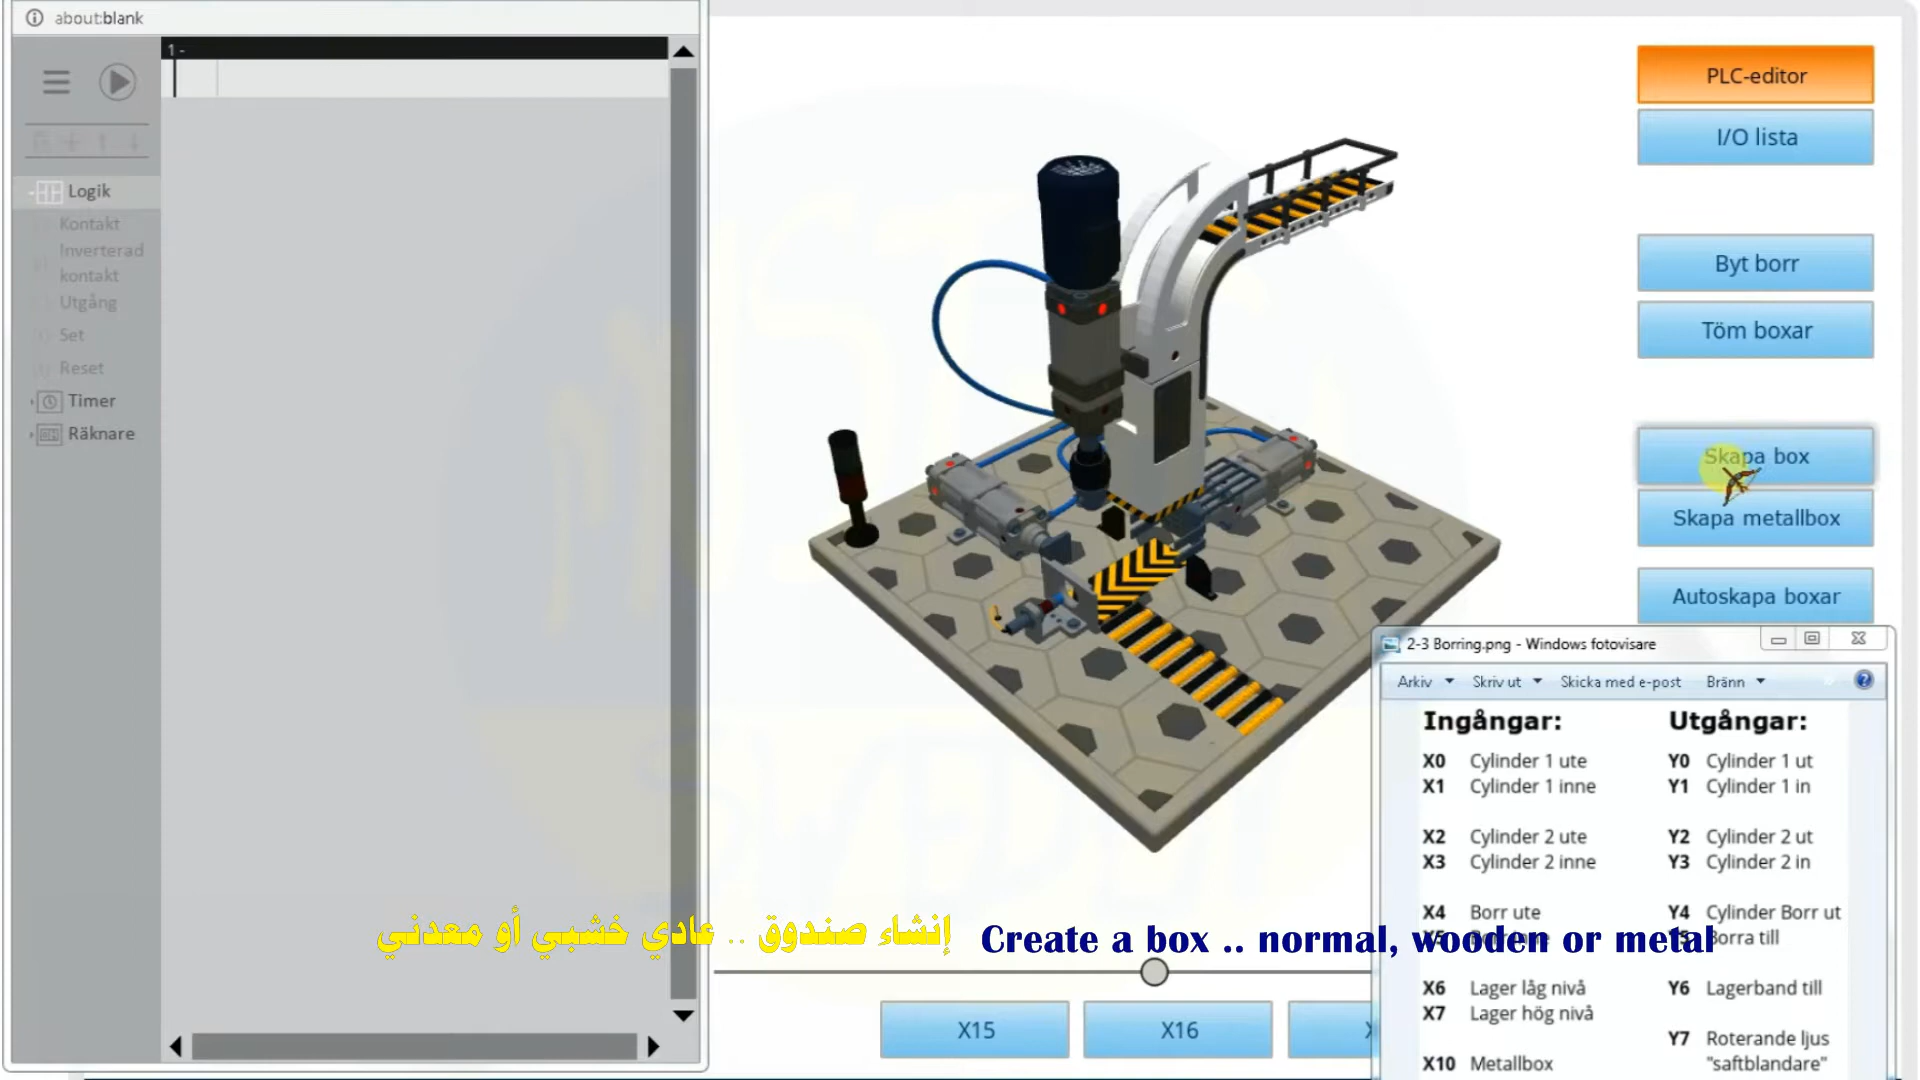 about:blank
1 -
Logik
Kontakt
Inverterad
kontakt
Utgång
Set
Reset
Timer
Räknare
PLC-editor
I/O lista
Byt borr
Töm boxar
Skapa box
Skapa metallbox
Autoskapa boxar
2-3 Borring.png - Windows fotovisare
Arkiv Skriv ut Skicka med e-post Bränn
Ingångar: Utgångar:
X0 Cylinder 1 ute Y0 Cylinder 1 ut
X1 Cylinder 1 inne Y1 Cylinder 1 in
X2 Cylinder 2 ute Y2 Cylinder 2 ut
X3 Cylinder 2 inne Y3 Cylinder 2 in
X4 Borr ute Y4 Cylinder Borr ut
Borra till
إنشاء صندوق .. عادي خشبي أو معدني
Create a box .. normal, wooden or metal
X6 Lager låg nivå Y6 Lagerband till
X7 Lager hög nivå
Y7 Roterande ljus
X10 Metallbox "saftblandare"
X15
X16